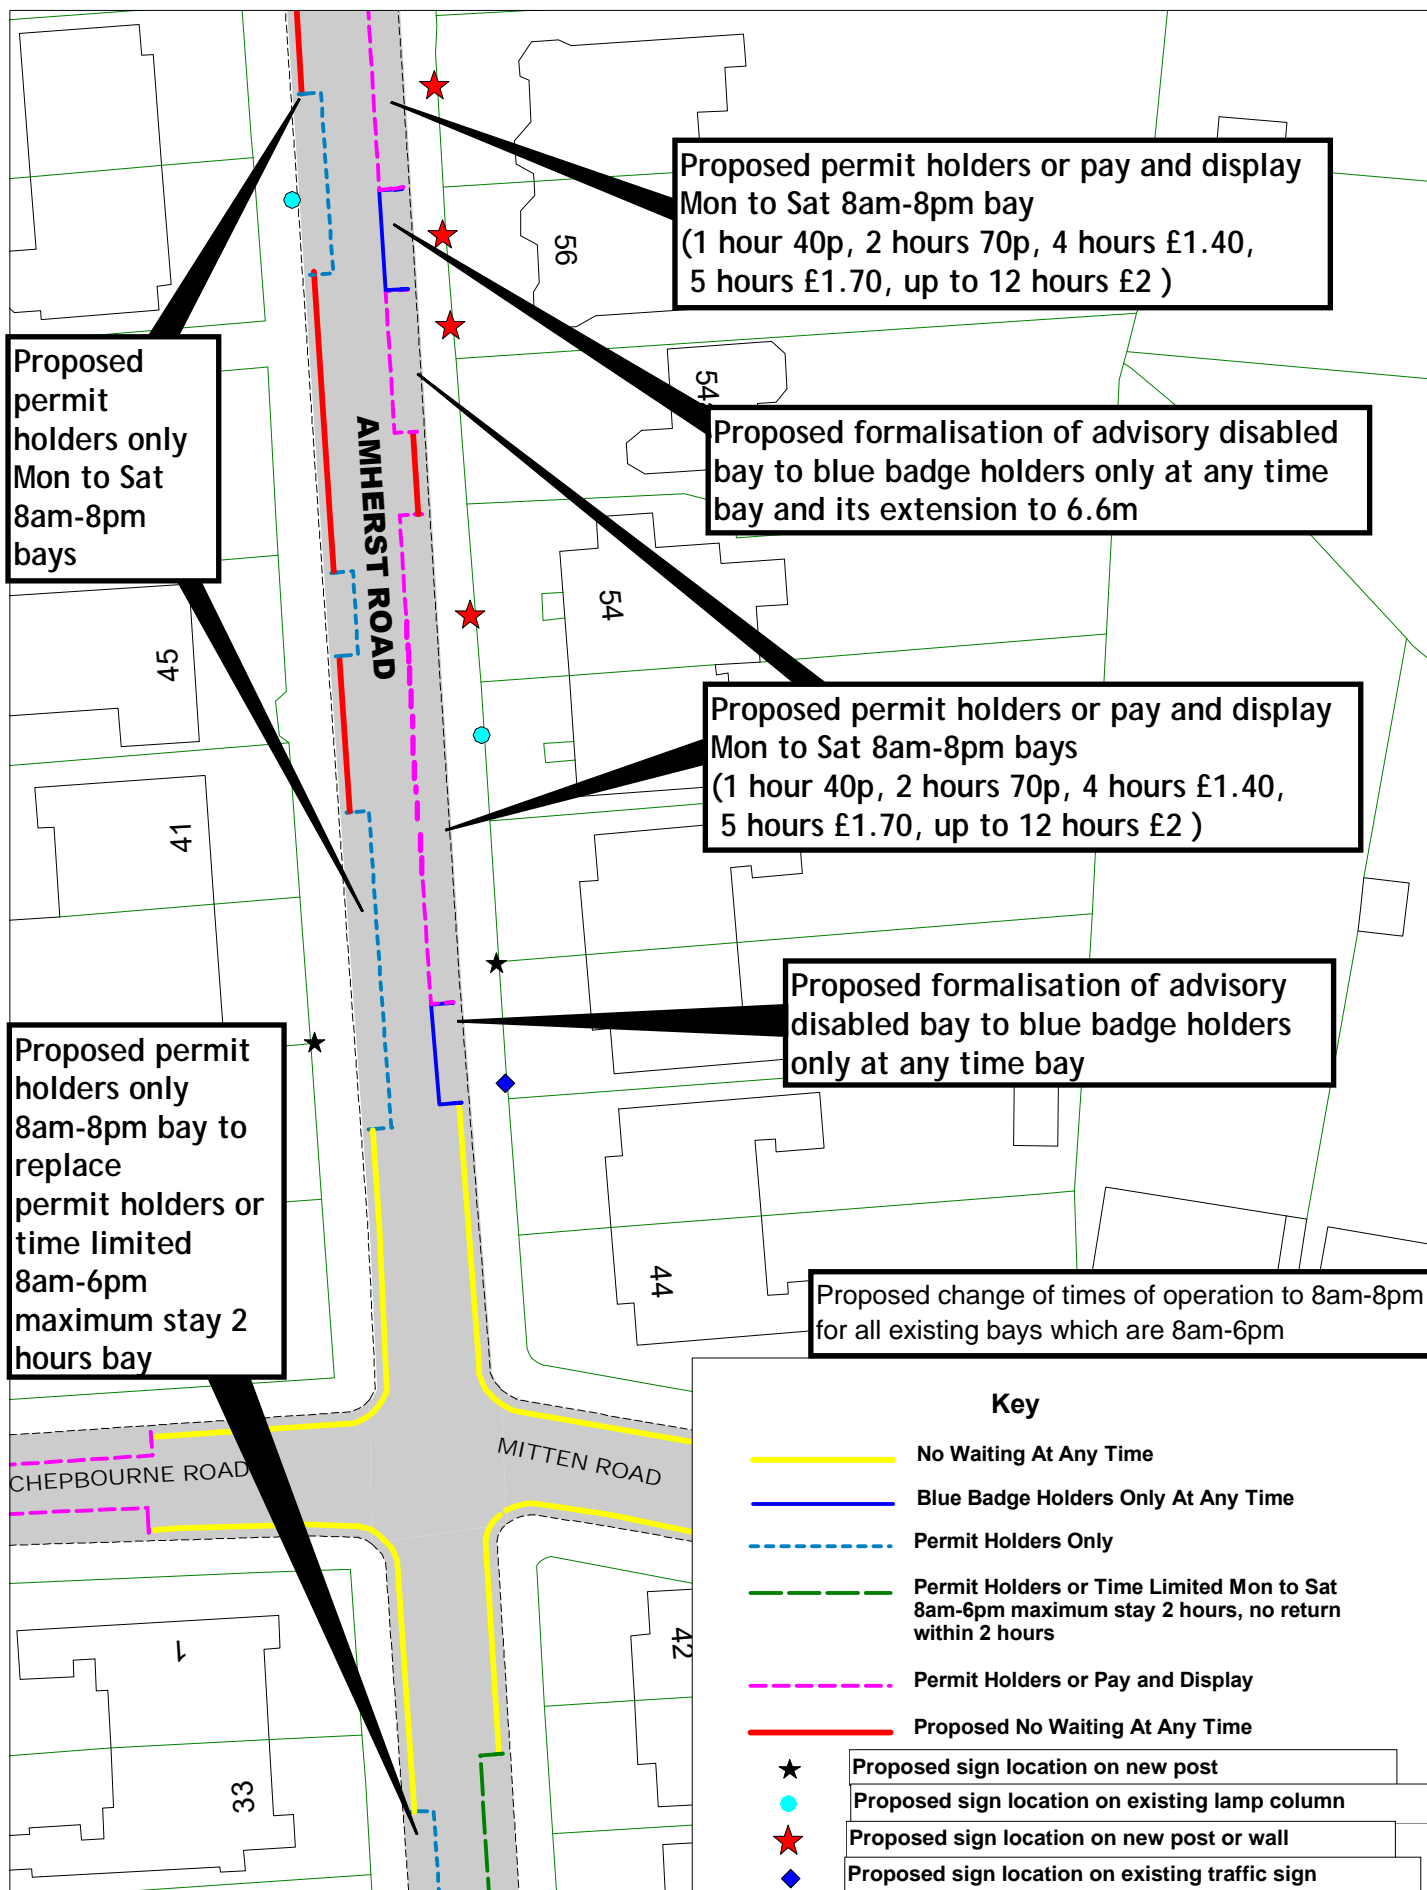 Proposed permit holders or pay and display
Mon to Sat 8am-8pm bay
(1 hour 40p, 2 hours 70p, 4 hours £1.40,
5 hours £1.70, up to 12 hours £2 )
56
Proposed
permit
holders only
Mon to Sat
8am-8pm
bays
54
Proposed formalisation of advisory disabled
bay to blue badge holders only at any time
bay and its extension to 6.6m
AMHERST ROAD
54
45
Proposed permit holders or pay and display
Mon to Sat 8am-8pm bays
(1 hour 40p, 2 hours 70p, 4 hours £1.40,
5 hours £1.70, up to 12 hours £2 )
41
Proposed formalisation of advisory
disabled bay to blue badge holders
only at any time bay
Proposed permit
holders only
8am-8pm bay to
replace
permit holders or
time limited
8am-6pm
maximum stay 2
hours bay
44
Proposed change of times of operation to 8am-8pm
for all existing bays which are 8am-6pm
CHEPBOURNE ROAD
MITTEN ROAD
1
33
42
Key
No Waiting At Any Time
Blue Badge Holders Only At Any Time
Permit Holders Only
Permit Holders or Time Limited Mon to Sat
8am-6pm maximum stay 2 hours, no return
within 2 hours
Permit Holders or Pay and Display
Proposed No Waiting At Any Time
Proposed sign location on new post
Proposed sign location on existing lamp column
Proposed sign location on new post or wall
Proposed sign location on existing traffic sign